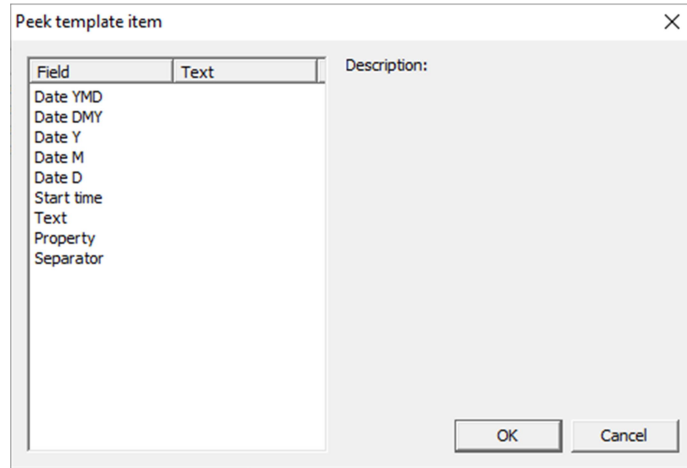 Peek template item
Field Text
Description:
Date YMD
Date DMY
Date Y
Date M
Date D
Start time
Text
Property
Separator
OK Cancel